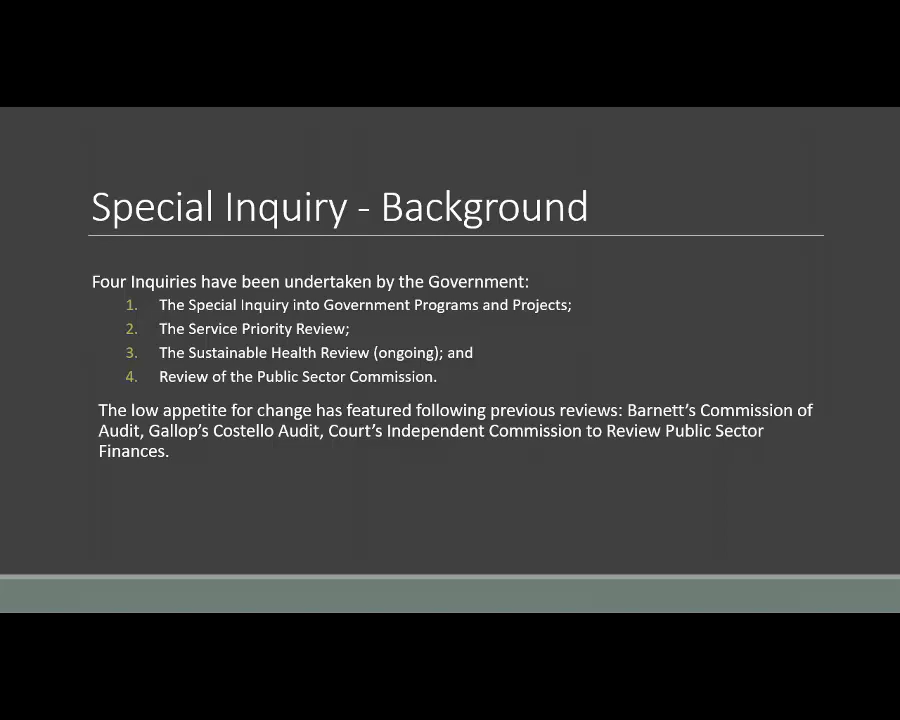 Special Inquiry - Background
Four Inquiries have been undertaken by the Government:
1. The Special Inquiry into Government Programs and Projects;
2. The Service Priority Review;
3. The Sustainable Health Review (ongoing); and
4. Review of the Public Sector Commission.
The low appetite for change has featured following previous reviews: Barnett’s Commission of
Audit, Gallop’s Costello Audit, Court’s Independent Commission to Review Public Sector
Finances.